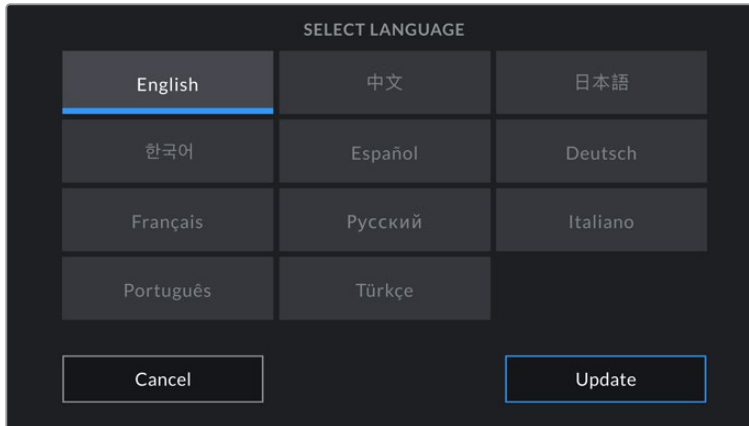 SELECT LANGUAGE
English 中文 日本語
한국어 Español Deutsch
Français Русский Italiano
Português Türkçe
Cancel Update